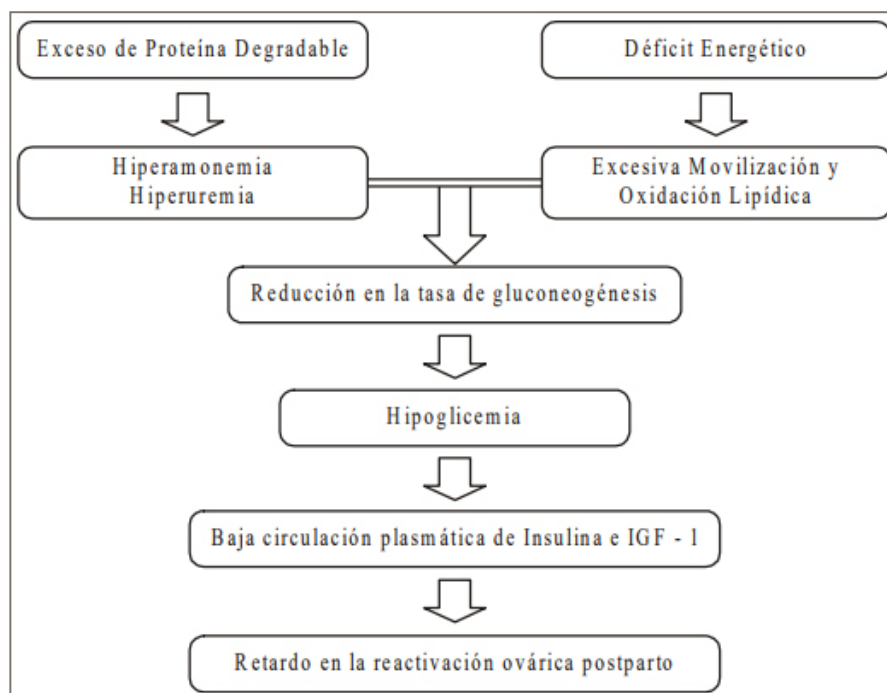 Exceso de Proteína Degradable
Déficit Energético
Hiperamonemia
Hiperuremia
Excesiva Movilización y
Oxidación Lipídica
Reducción en la tasa de gluconeogénesis
Hipoglicemia
Baja circulación plasmática de Insulina e IGF - 1
Retardo en la reactivación ovárica postparto